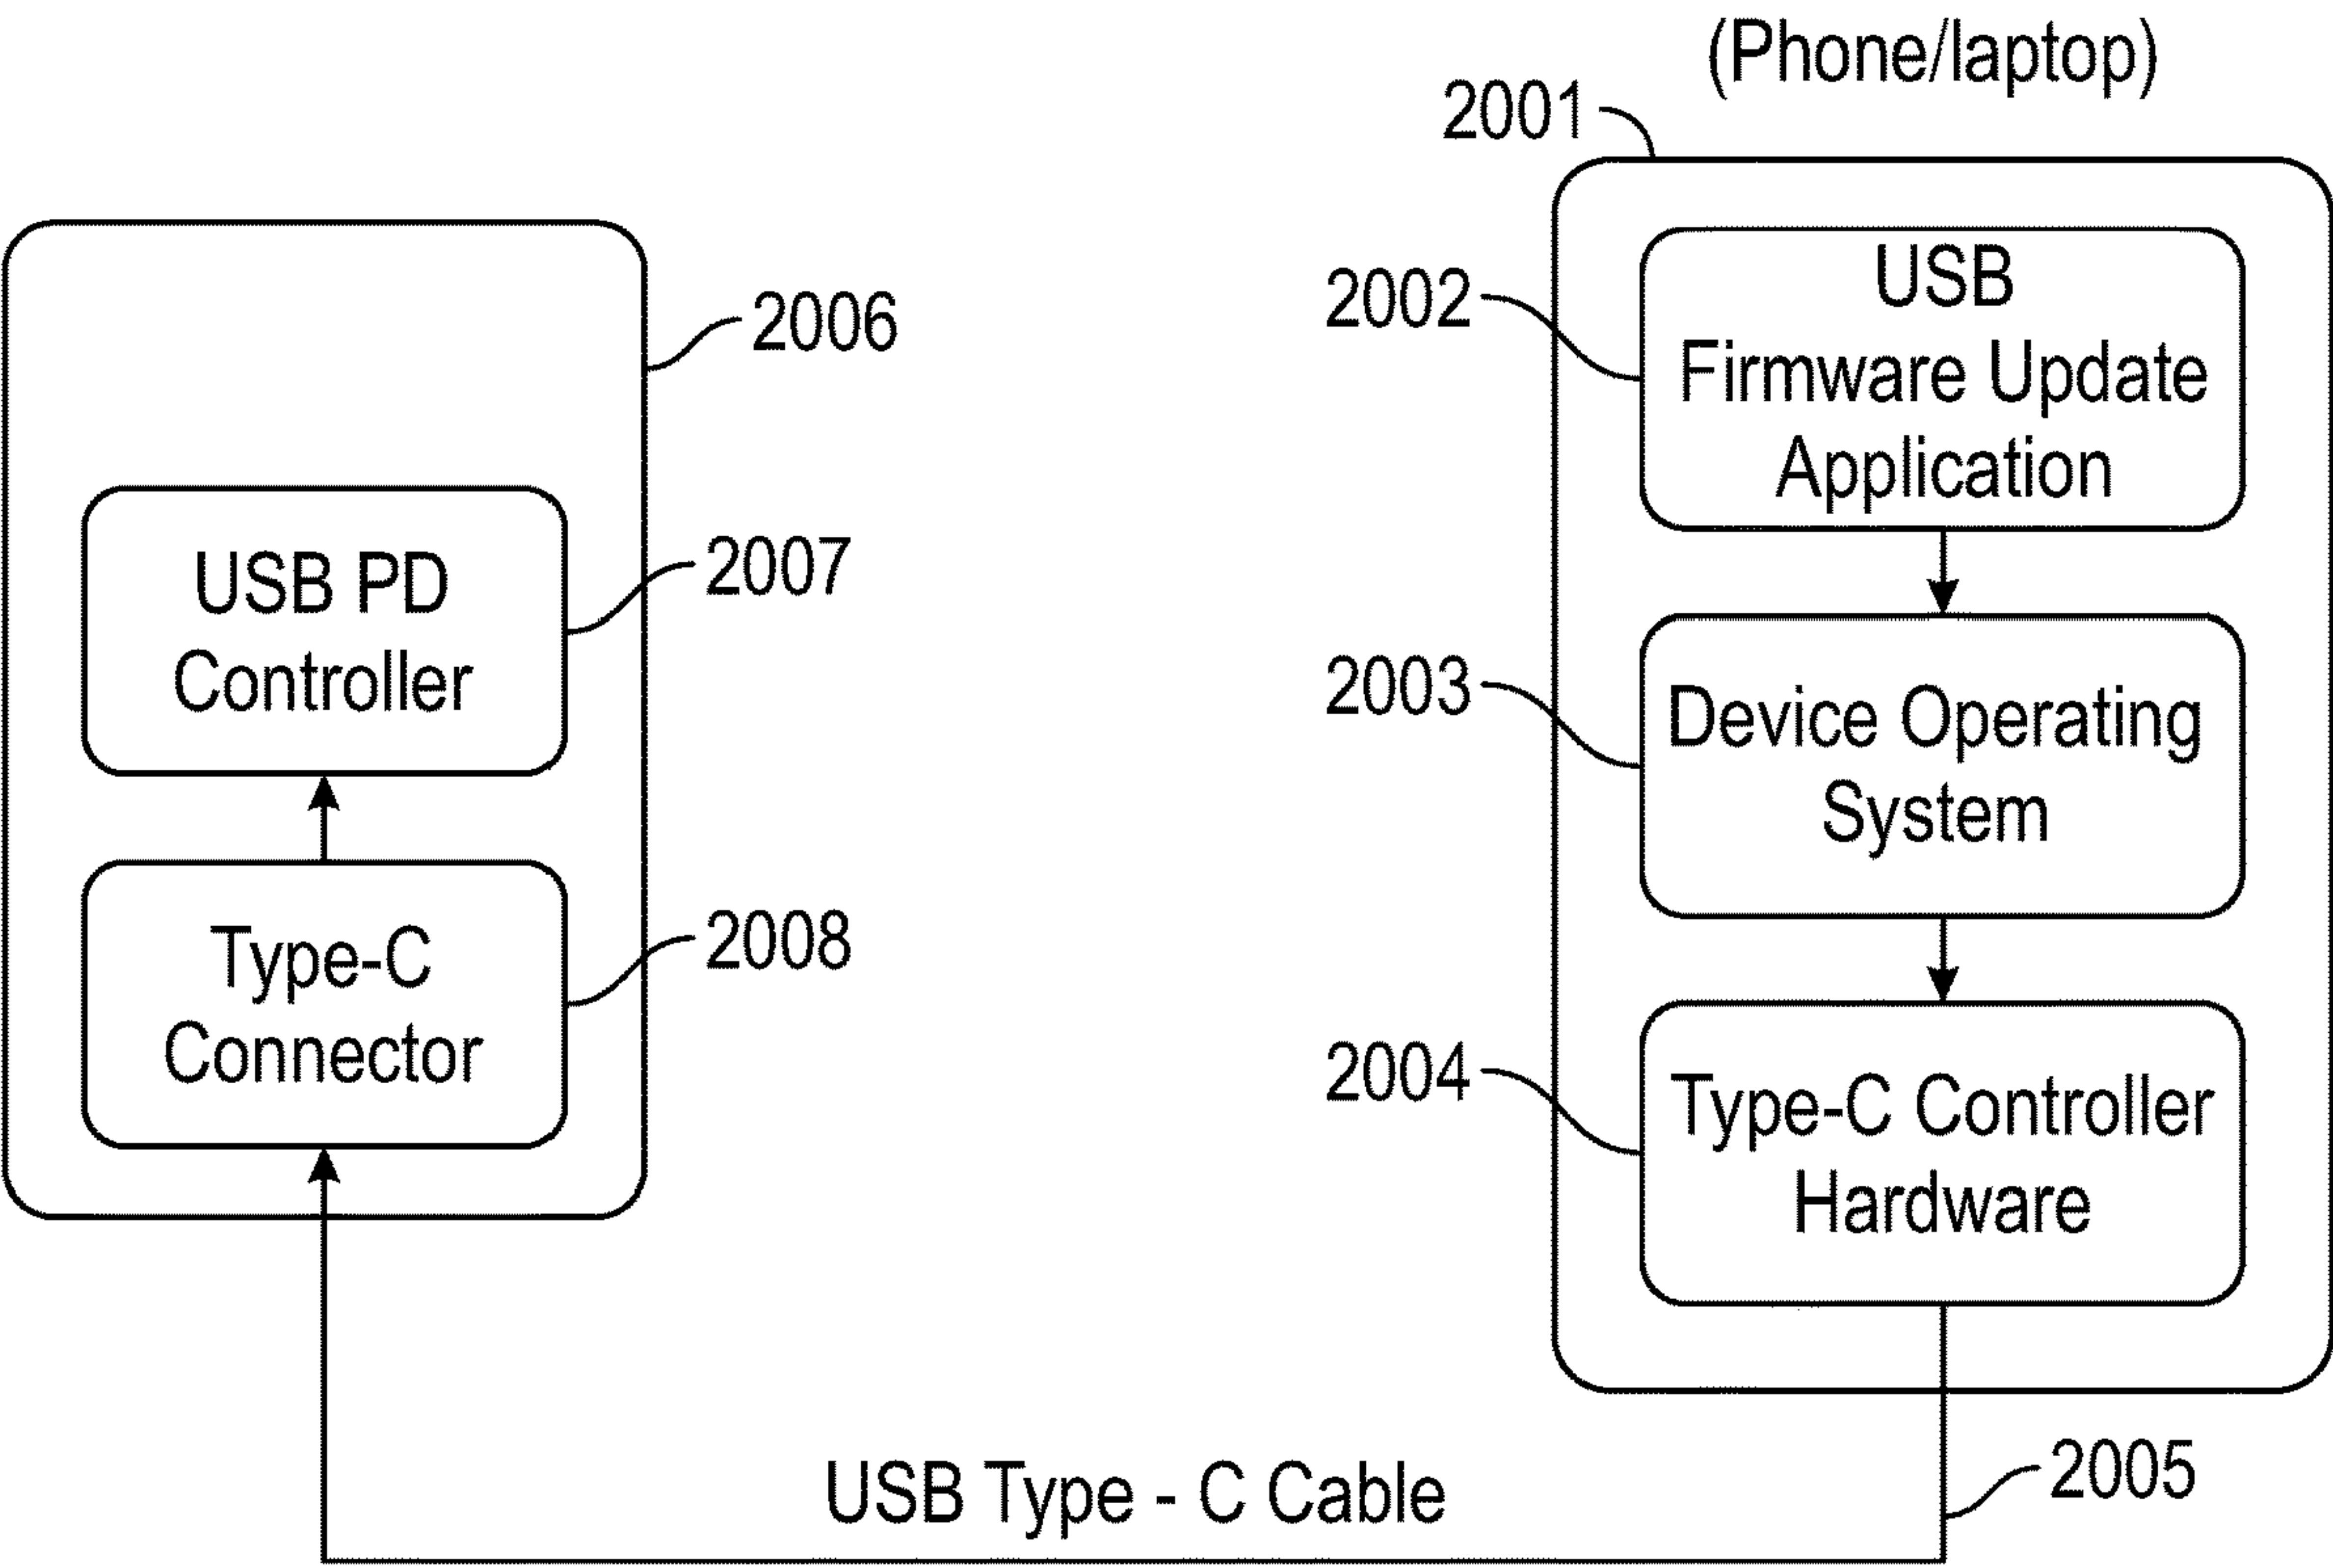 (Phone/laptop)
2001
2006
USB PD
Controller
2007
Type-C
Connector
2008
2002
USB
Firmware Update
Application
2003
Device Operating
System
2004
Type-C Controller
Hardware
USB Type - C Cable
2005